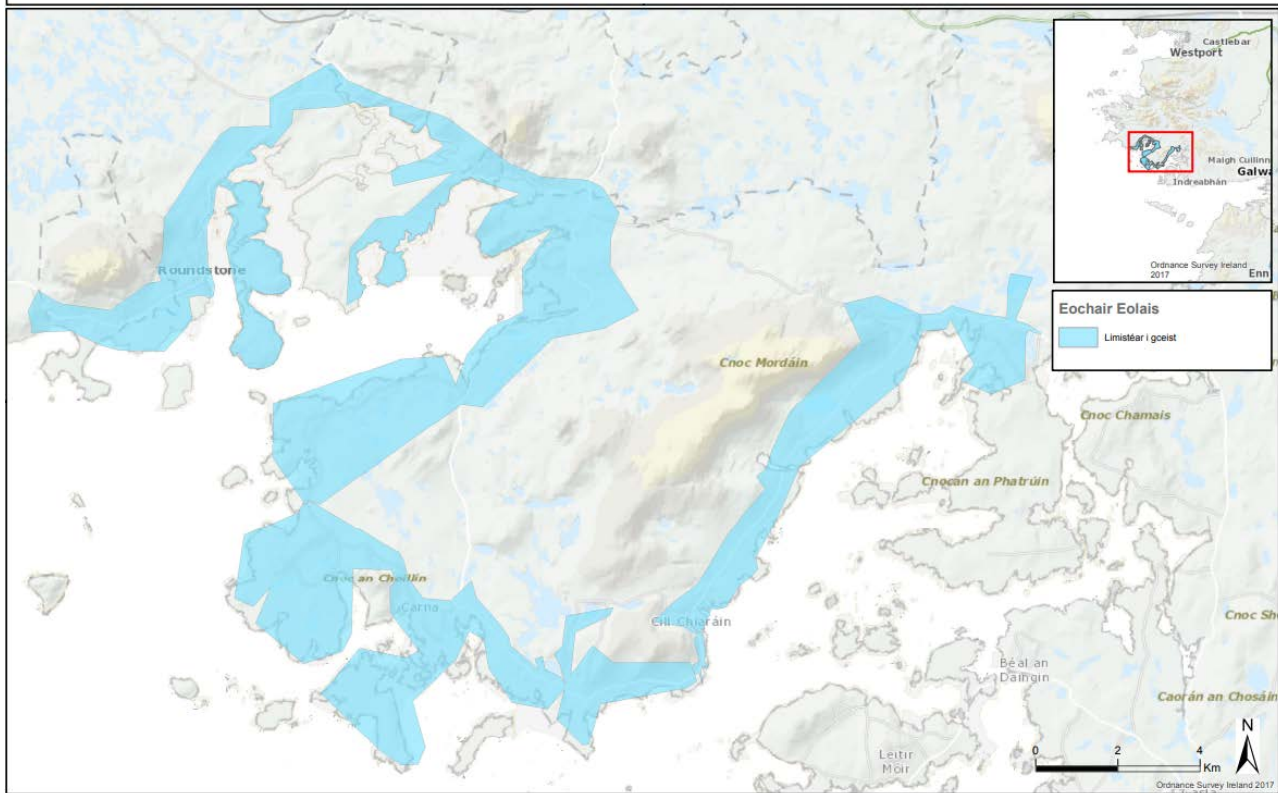 Castlebar
Westport
Maigh Cuilinn
Galwa
Indreabhán
Ordnance Survey Ireland
2017
Enn
Roundstone
Eochair Eolais
Limistéar i gceist
Cnoc Mordáin
Cnoc Chamais
Cnocán an Phatrúin
Cnoc an Choillín
Carna
Cill Chiaráin
Cnoc Sh
Béal an
Daingin
Caorán an Chosáin
Leitir
Móir
N
0 2 4
Km
Ordnance Survey Ireland 2017